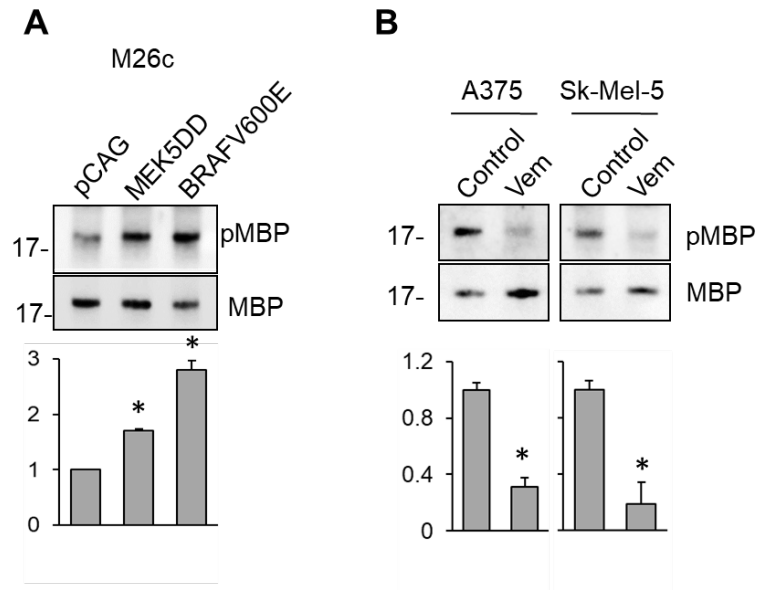 A
M26c
pCAG
MEK5DD
BRAFV600E
17-
pMBP
17-
MBP
3
*
2
*
1
0
B
A375
Sk-Mel-5
Control
Vem
Control
Vem
17-
pMBP
17-
MBP
1.2
0.8
0.4
*
*
0